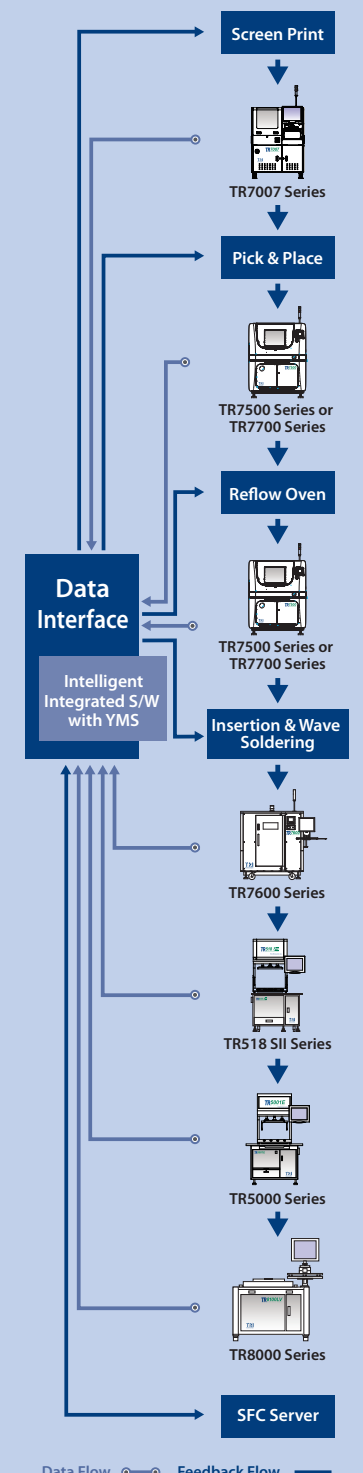 Screen Print
TR7007
TR7007 Series
Pick & Place
TR7500 Series or
TR7700 Series
Reflow Oven
Data
Interface
TR7500 Series or
TR7700 Series
Intelligent
Integrated S/W
with YMS
Insertion & Wave
Soldering
TR7600 Series
TR518 SII Series
TR5001E
TR5000 Series
TR8000 Series
SFC Server
Data Flow
Feedback Flow